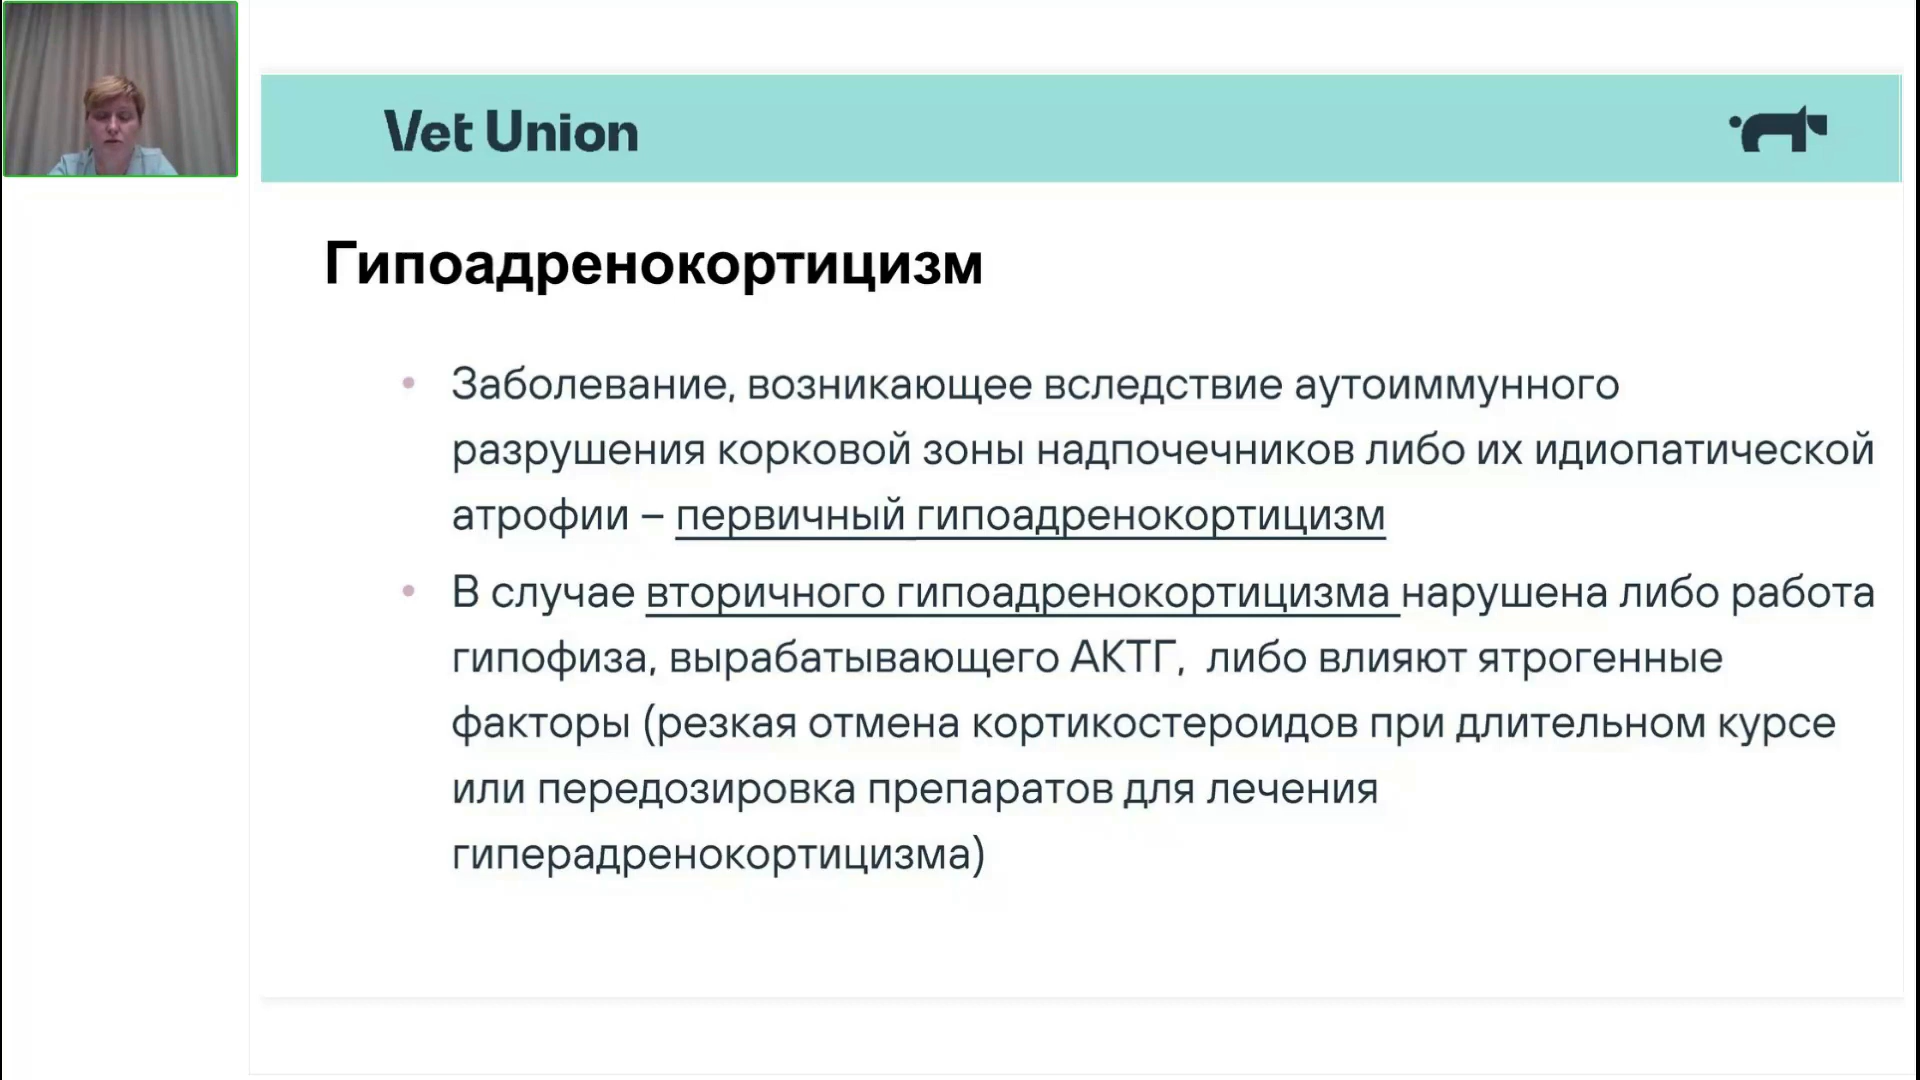 Vet Union
Гипоадренокортицизм
• Заболевание, возникающее вследствие аутоиммунного
разрушения корковой зоны надпочечников либо их идиопатической
атрофии – первичный гипоадренокортицизм
• В случае вторичного гипоадренокортицизма нарушена либо работа
гипофиза, вырабатывающего АКТГ, либо влияют ятрогенные
факторы (резкая отмена кортикостероидов при длительном курсе
или передозировка препаратов для лечения
гиперадренокортицизма)